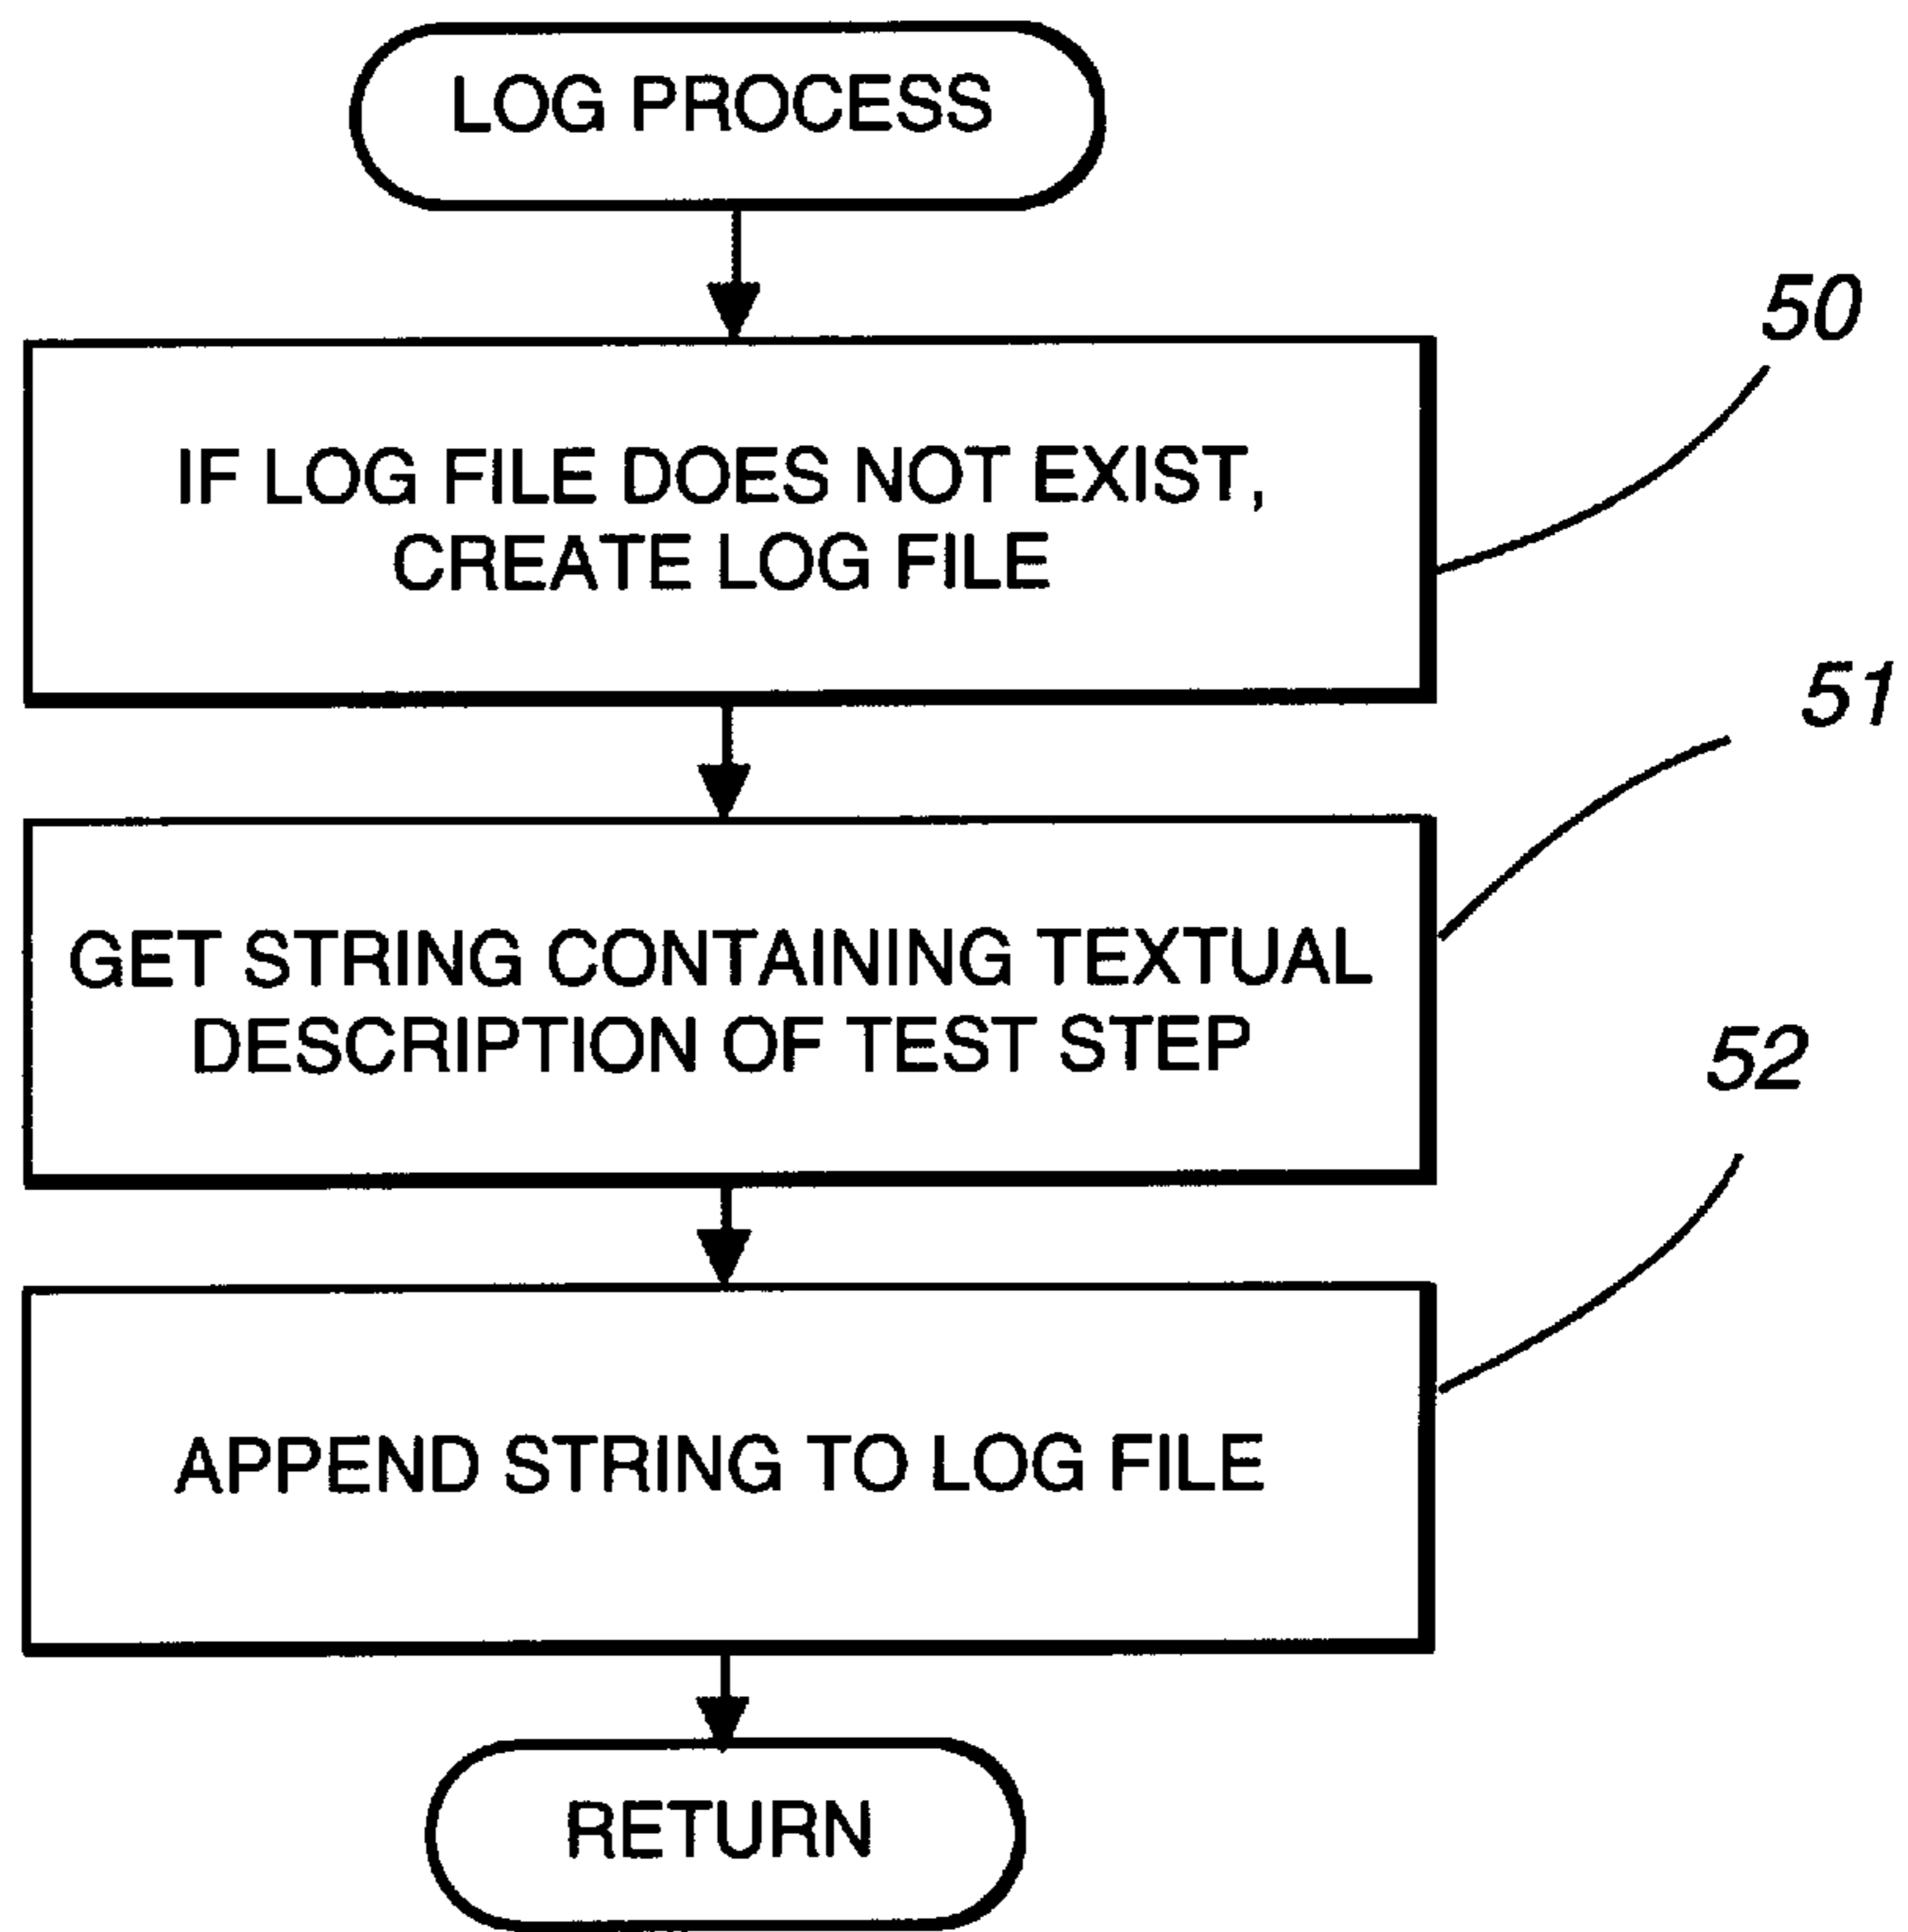 LOG PROCESS
50
IF LOG FILE DOES NOT EXIST,
CREATE LOG FILE
51
GET STRING CONTAINING TEXTUAL
DESCRIPTION OF TEST STEP
52
APPEND STRING TO LOG FILE
RETURN